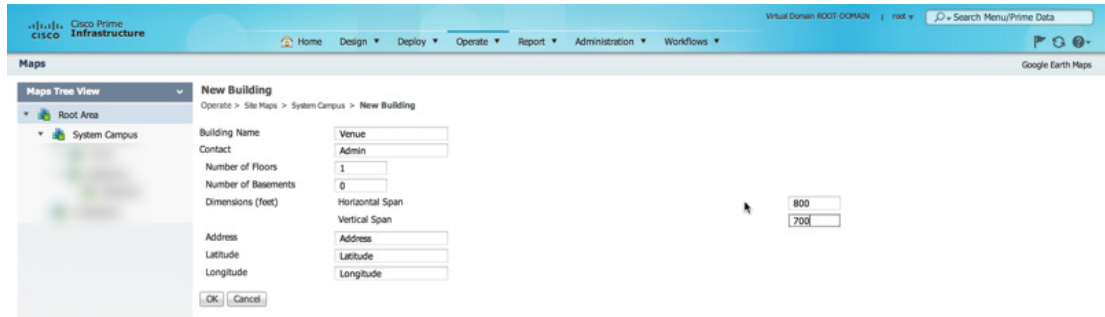 Virtual Domain ROOT-DOMAIN | root Search Menu/Prime Data
Cisco Prime
CISCO Infrastructure
Home Design Deploy Operate Report Administration Workflows
Maps Google Earth Maps
Maps Tree View
Root Area
System Campus
New Building
Operate > Site Maps > System Campus > New Building
Building Name Venue
Contact Admin
Number of Floors 1
Number of Basements 0
Dimensions (feet) Horizontal Span 800
Vertical Span 700
Address Address
Latitude Latitude
Longitude Longitude
OK Cancel